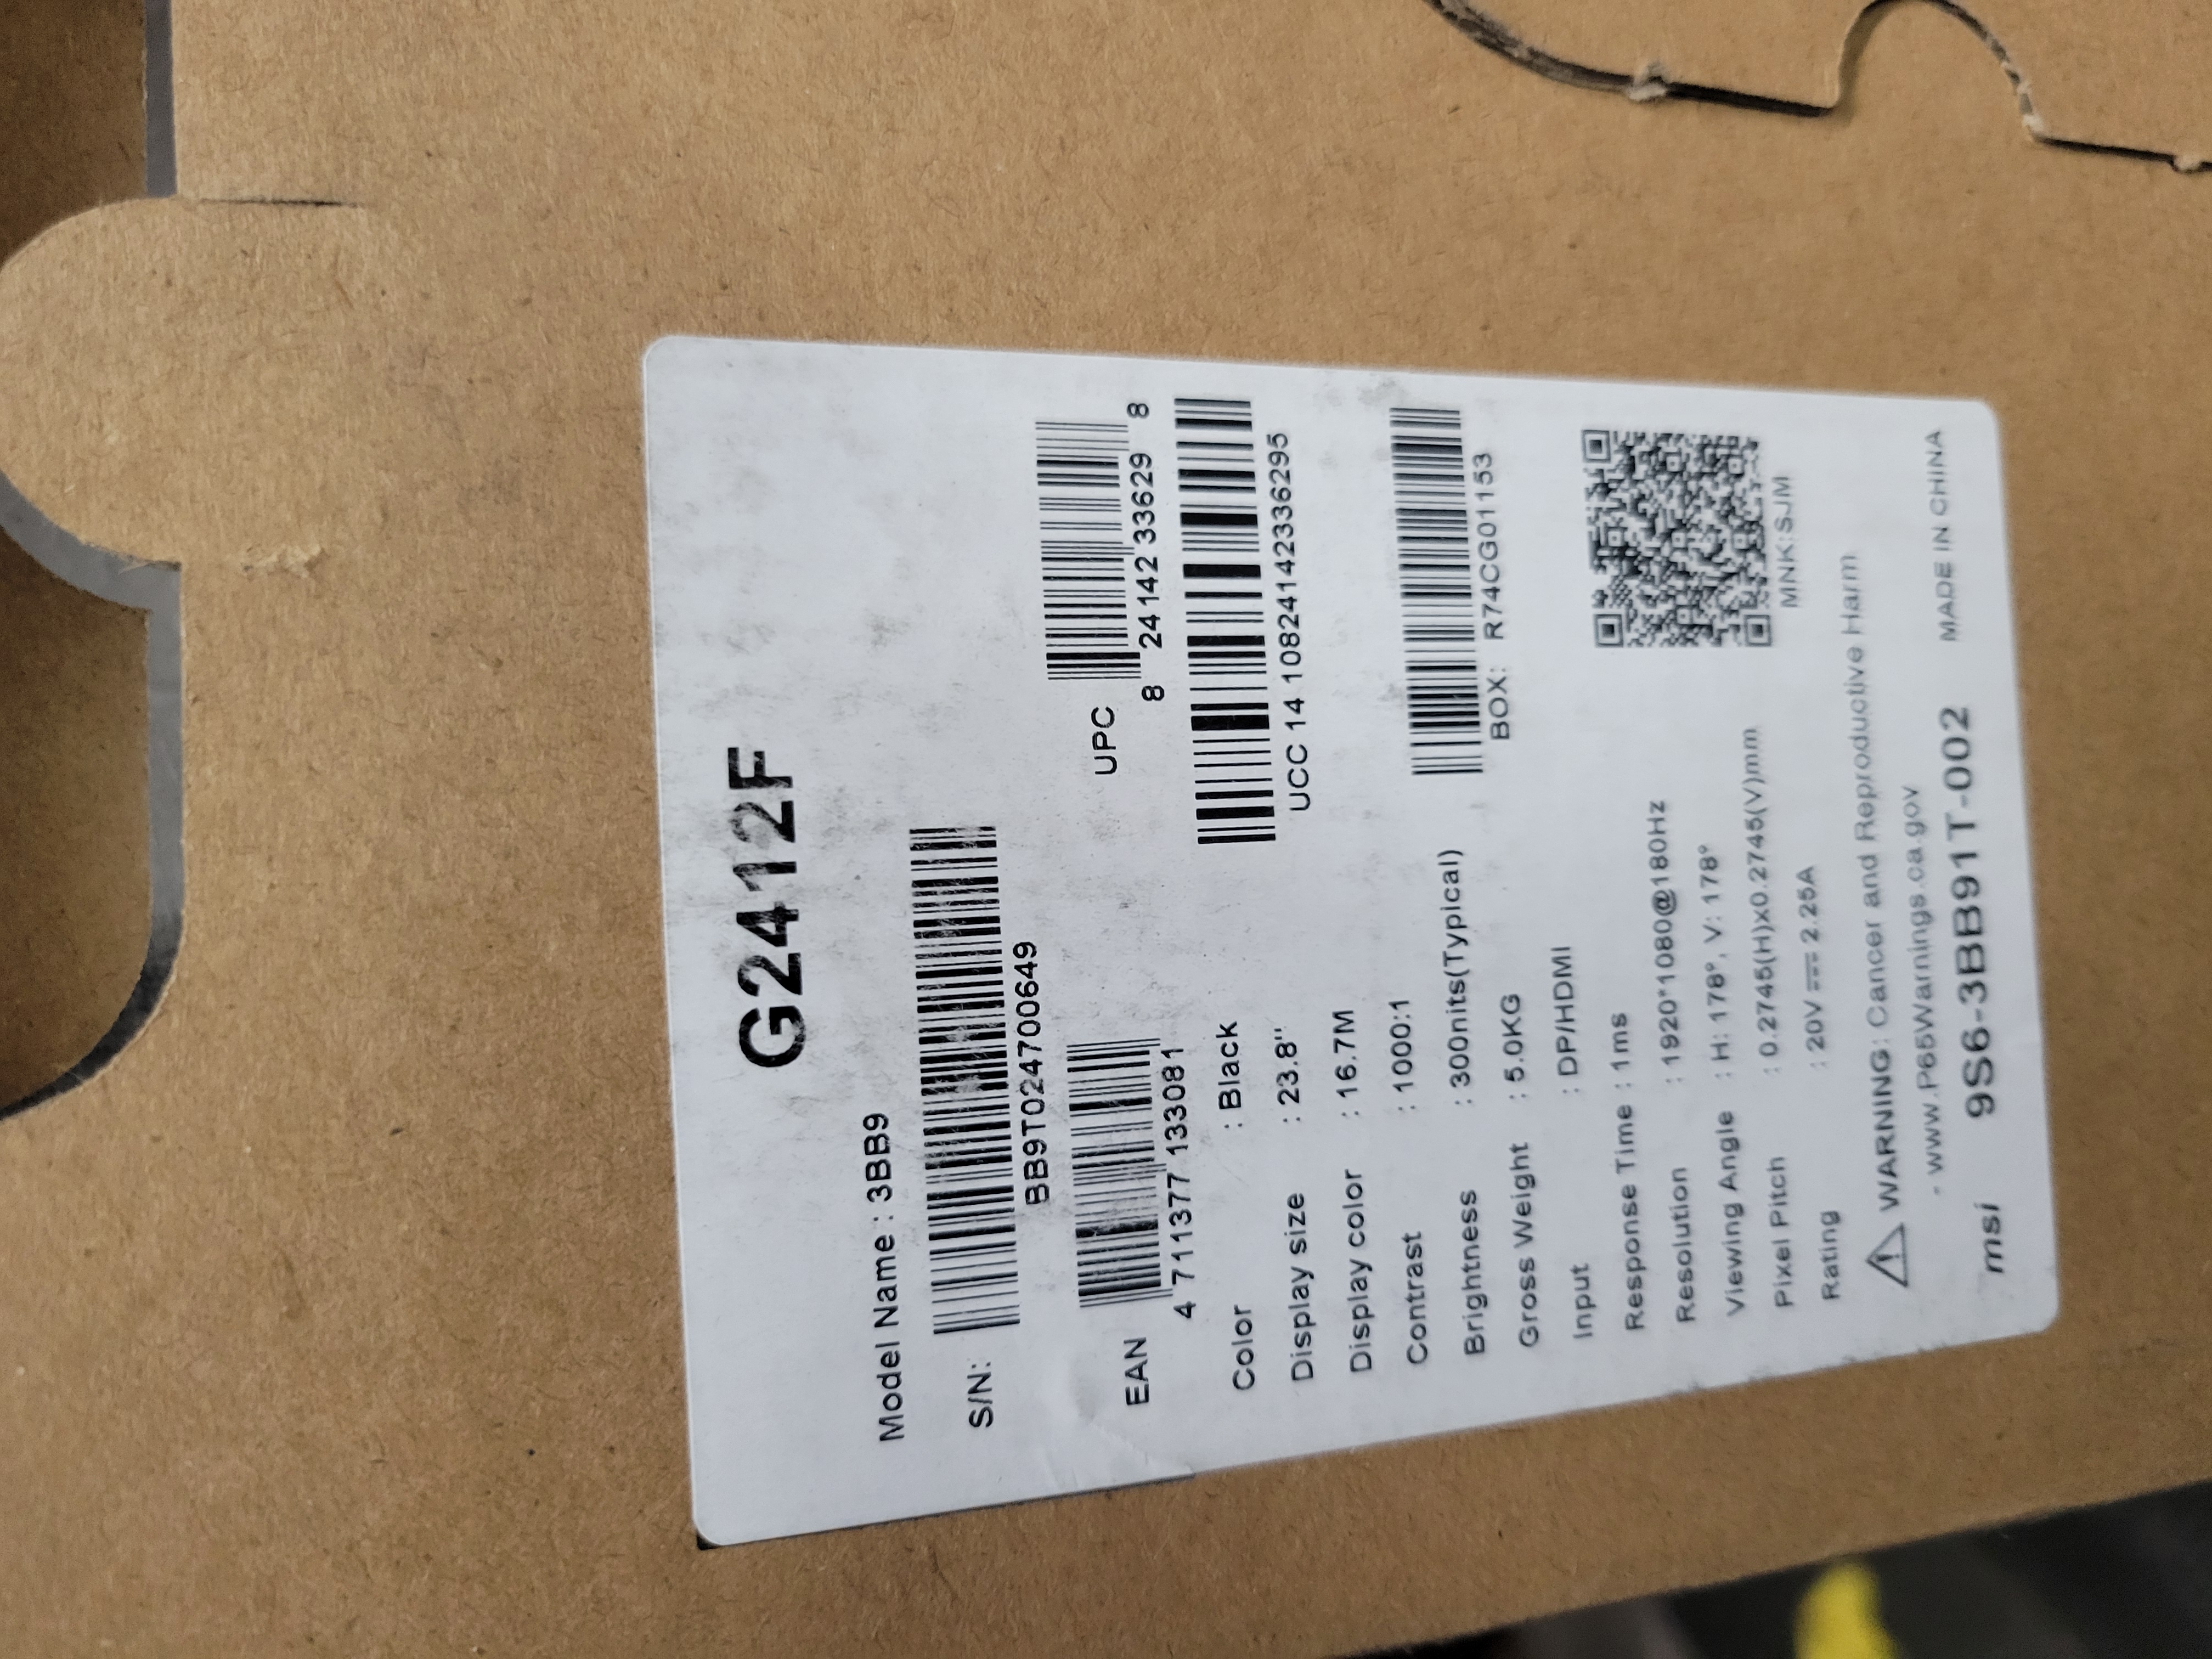 G2412F
Model Name : 3BB9
S/N:
BB9T024700649
EAN
4 711377 133081
UPC
8 24142 33629 8
UCC 14 10824142336295
Color : Black
Display size : 23.8"
Display color : 16.7M
Contrast : 1000:1
Brightness : 300nits(Typical)
Gross Weight : 5.0KG
BOX: R74CG01153
Input : DP/HDMI
Response Time : 1ms
Resolution : 1920*1080@180Hz
Viewing Angle : H: 178°, V: 178°
Pixel Pitch : 0.2745(H)x0.2745(V)mm
Rating : 20V⎓2.25A
MNK:SJM
WARNING: Cancer and Reproductive Harm
- www.P65Warnings.ca.gov
msi 9S6-3BB91T-002 MADE IN CHINA